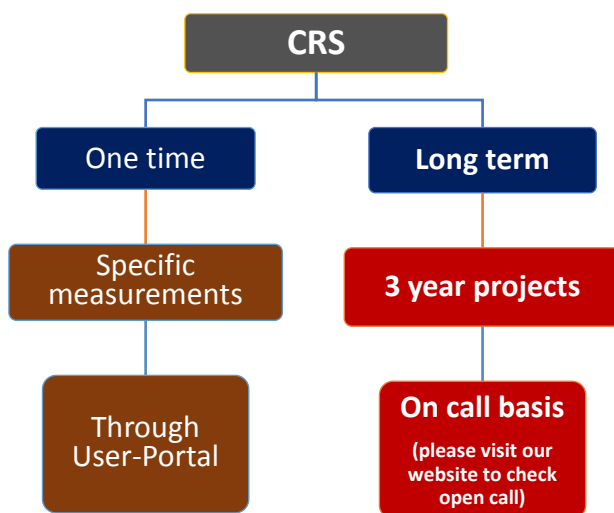 CRS
One time
Long term
Specific
measurements
3 year projects
Through
User-Portal
On call basis
(please visit our
website to check
open call)